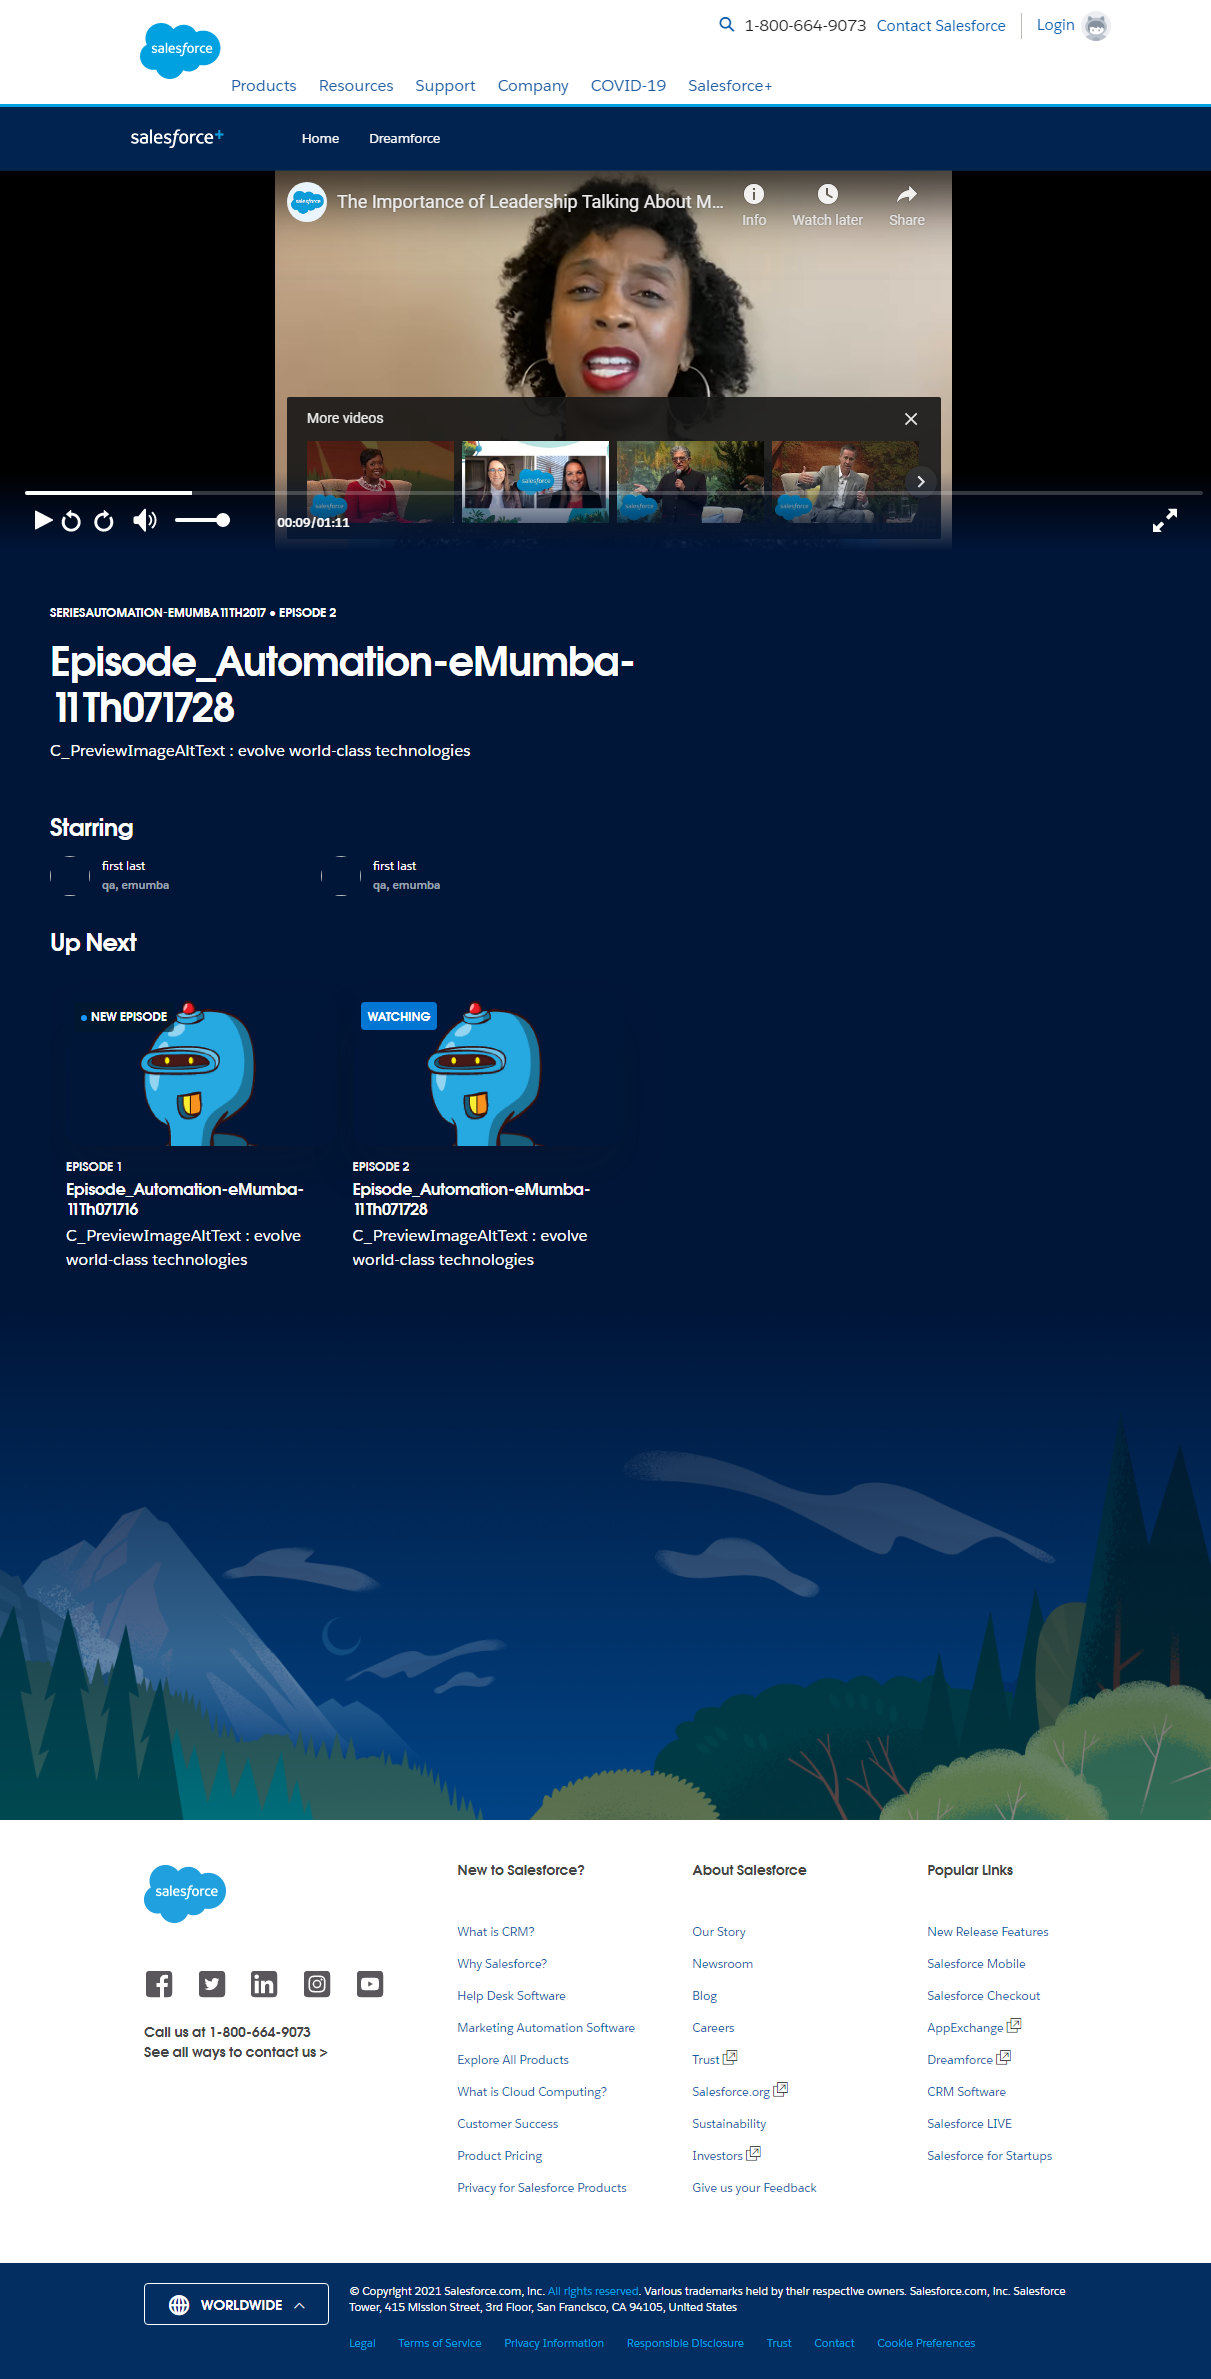 salesforce
1-800-664-9073 Contact Salesforce Login
Products Resources Support Company COVID-19 Salesforce+
salesforce+ Home Dreamforce
salesforce The Importance of Leadership Talking About M... Info Watch later Share
More videos
salesforce
salesforce
salesforce
salesforce
00:09/01:11
SERIESAUTOMATION-EMUMBA11TH2017 • EPISODE 2
Episode_Automation-eMumba-
11Th071728
C_PreviewImageAltText : evolve world-class technologies
Starring
first last
qa, emumba
first last
qa, emumba
Up Next
NEW EPISODE
EPISODE 1
Episode_Automation-eMumba-
11Th071716
C_PreviewImageAltText : evolve
world-class technologies
WATCHING
EPISODE 2
Episode_Automation-eMumba-
11Th071728
C_PreviewImageAltText : evolve
world-class technologies
salesforce
Call us at 1-800-664-9073
See all ways to contact us >
New to Salesforce?
What is CRM?
Why Salesforce?
Help Desk Software
Marketing Automation Software
Explore All Products
What is Cloud Computing?
Customer Success
Product Pricing
Privacy for Salesforce Products
About Salesforce
Our Story
Newsroom
Blog
Careers
Trust
Salesforce.org
Sustainability
Investors
Give us your Feedback
Popular Links
New Release Features
Salesforce Mobile
Salesforce Checkout
AppExchange
Dreamforce
CRM Software
Salesforce LIVE
Salesforce for Startups
WORLDWIDE
© Copyright 2021 Salesforce.com, inc. All rights reserved. Various trademarks held by their respective owners. Salesforce.com, Inc. Salesforce
Tower, 415 Mission Street, 3rd Floor, San Francisco, CA 94105, United States
Legal Terms of Service Privacy Information Responsible Disclosure Trust Contact Cookie Preferences